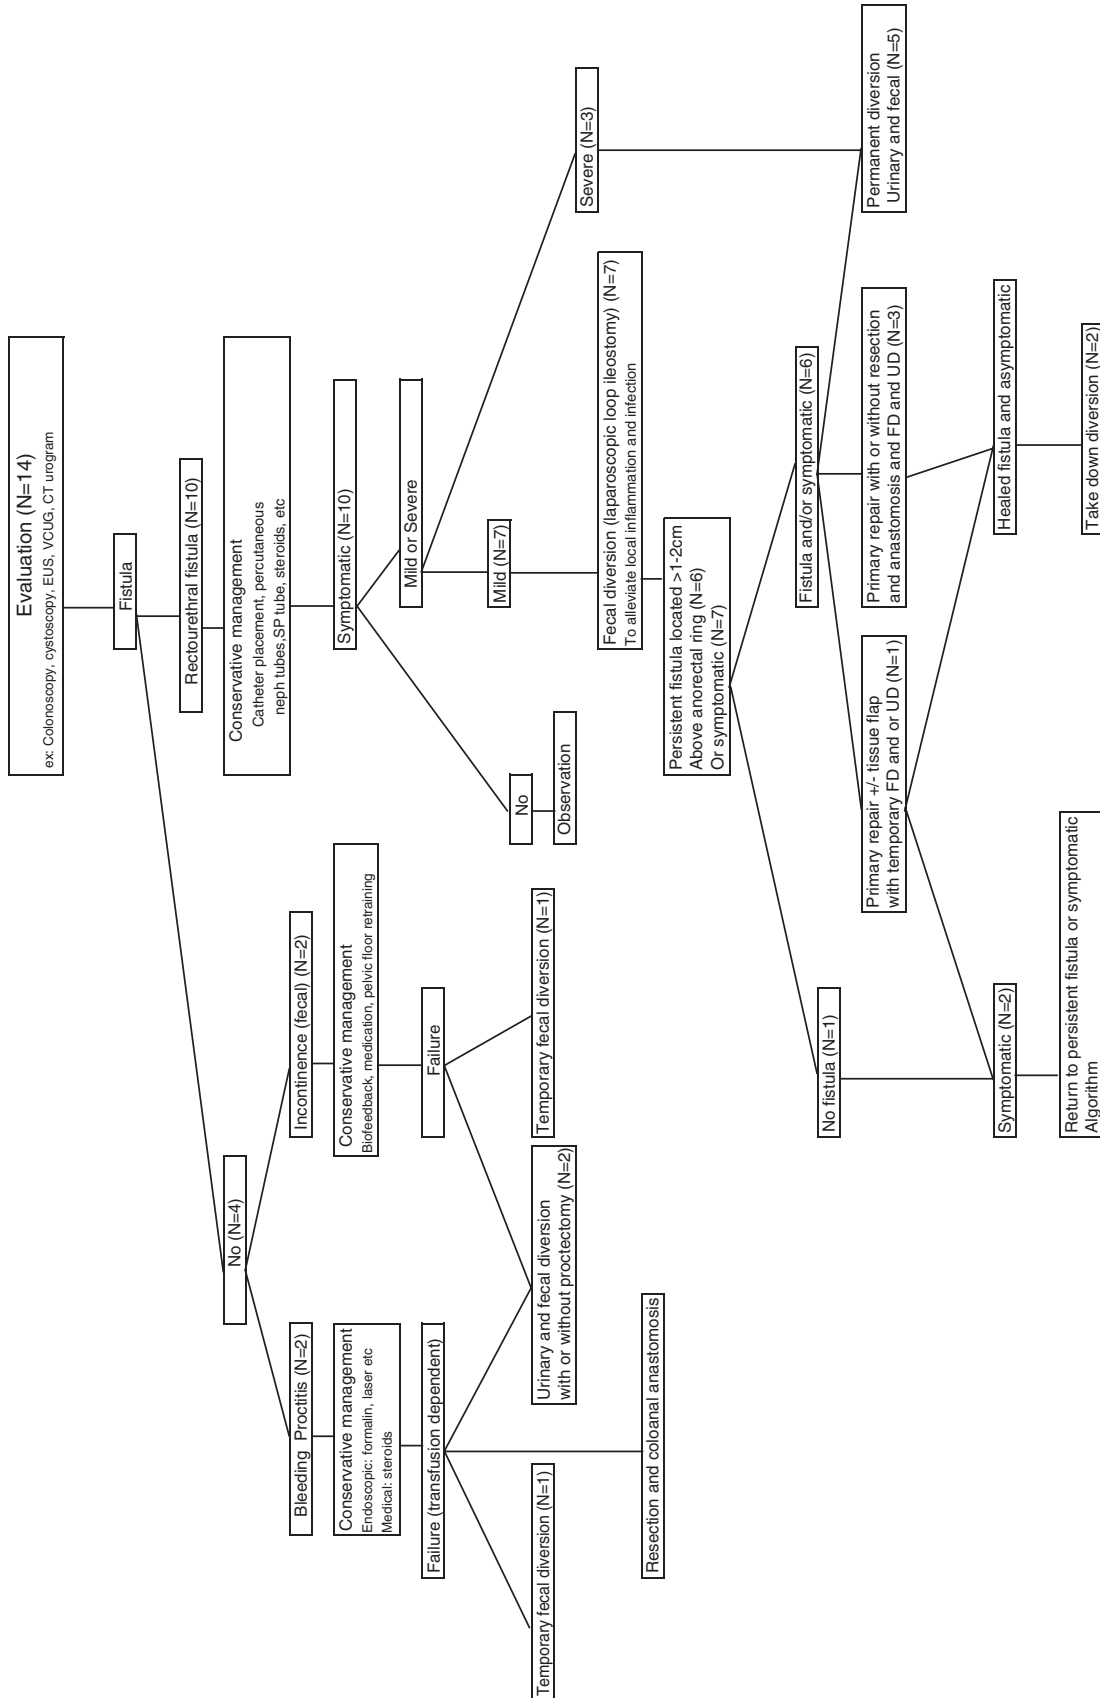 Evaluation (N=14)
ex: Colonoscopy, cystoscopy, EUS, VCUG, CT urogram
Fistula
Rectourethral fistula (N=10)
No (N=4)
Conservative management
Catheter placement, percutaneous
neph tubes,SP tube, steroids, etc
Bleeding Proctitis (N=2)
Incontinence (fecal) (N=2)
Symptomatic (N=10)
Conservative management
Endoscopic: formalin, laser etc
Medical: steroids
Conservative management
Biofeedback, medication, pelvic floor retraining
Mild or Severe
Failure (transfusion dependent)
Failure
Mild (N=7)
No
Observation
Severe (N=3)
Temporary fecal diversion (N=1)
Urinary and fecal diversion
with or without proctectomy (N=2)
Temporary fecal diversion (N=1)
Fecal diversion (laparoscopic loop ileostomy) (N=7)
To alleviate local inflammation and infection
Resection and coloanal anastomosis
Persistent fistula located >1-2cm
Above anorectal ring (N=6)
Or symptomatic (N=7)
No fistula (N=1)
Fistula and/or symptomatic (N=6)
Primary repair +/- tissue flap
with temporary FD and or UD (N=1)
Primary repair with or without resection
and anastomosis and FD and UD (N=3)
Permanent diversion
Urinary and fecal (N=5)
Symptomatic (N=2)
Healed fistula and asymptomatic
Return to persistent fistula or symptomatic
Algorithm
Take down diversion (N=2)